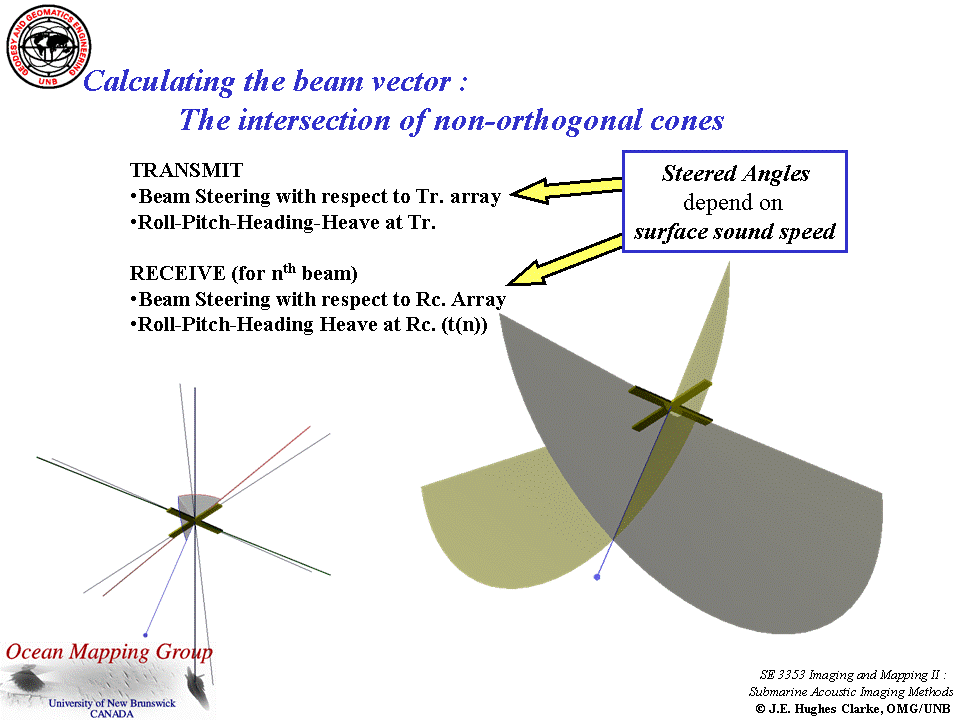 GEODESY AND GEOMATICS ENGINEERING
UNB
Calculating the beam vector :
The intersection of non-orthogonal cones
TRANSMIT
•Beam Steering with respect to Tr. array
•Roll-Pitch-Heading-Heave at Tr.
RECEIVE (for nth beam)
•Beam Steering with respect to Rc. Array
•Roll-Pitch-Heading Heave at Rc. (t(n))
Steered Angles
depend on
surface sound speed
Ocean Mapping Group
University of New Brunswick
CANADA
SE 3353 Imaging and Mapping II :
Submarine Acoustic Imaging Methods
© J.E. Hughes Clarke, OMG/UNB